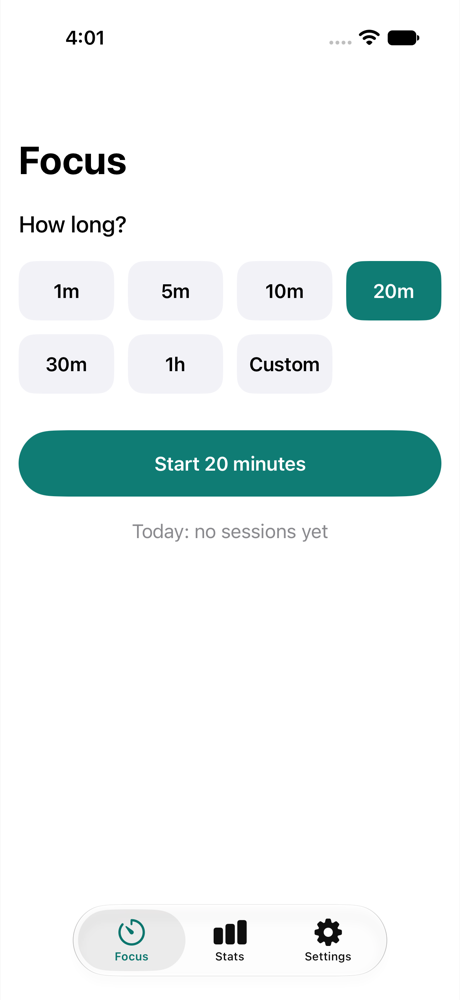 4:01
Focus
How long?
1m 5m 10m 20m
30m 1h Custom
Start 20 minutes
Today: no sessions yet
Focus Stats Settings